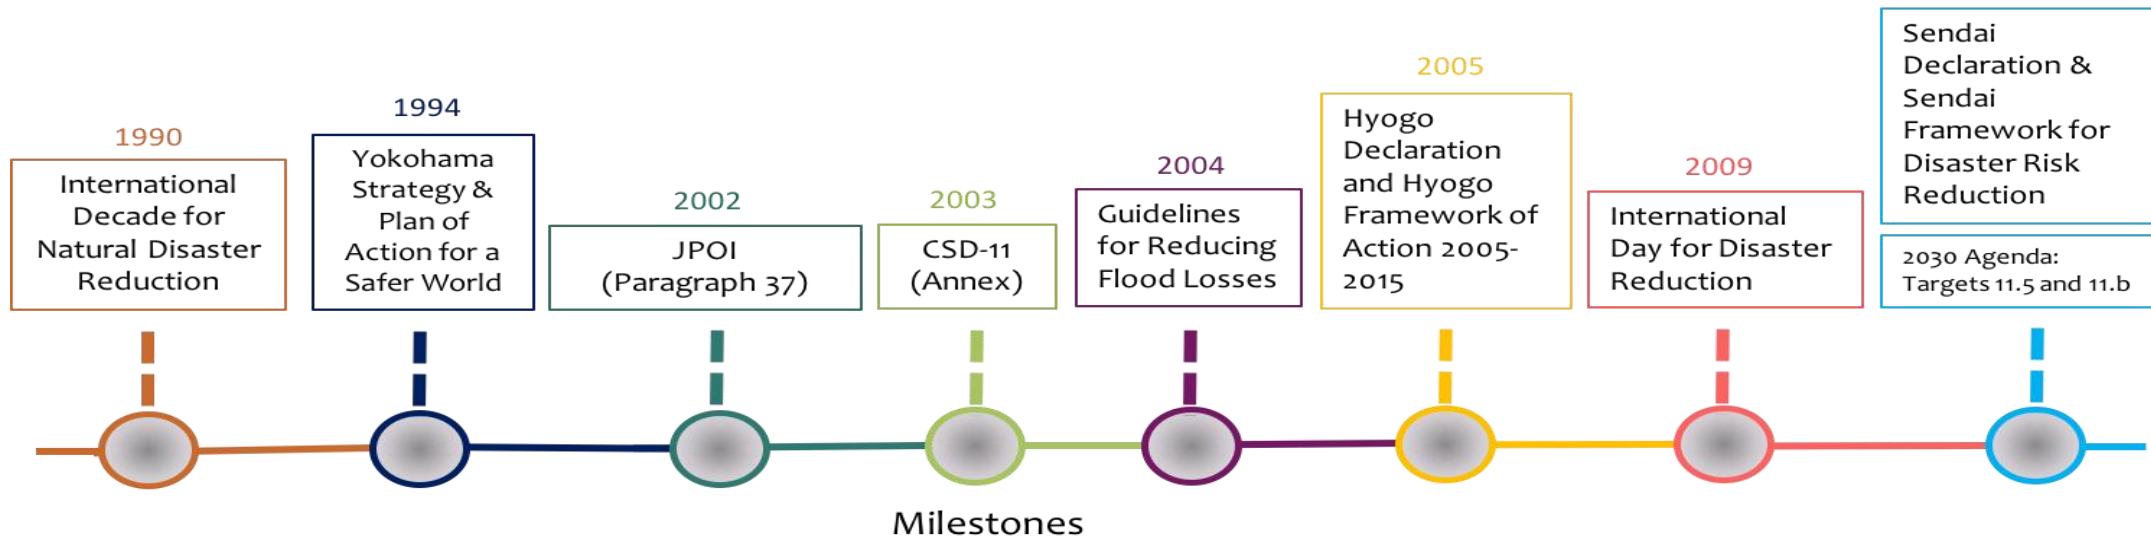 1990
International
Decade for
Natural Disaster
Reduction
1994
Yokohama
Strategy &
Plan of
Action for a
Safer World
2002
JPOI
(Paragraph 37)
2003
CSD-11
(Annex)
2004
Guidelines
for Reducing
Flood Losses
2005
Hyogo
Declaration
and Hyogo
Framework of
Action 2005-
2015
2009
International
Day for Disaster
Reduction
Sendai
Declaration &
Sendai
Framework for
Disaster Risk
Reduction
2030 Agenda:
Targets 11.5 and 11.b
Milestones